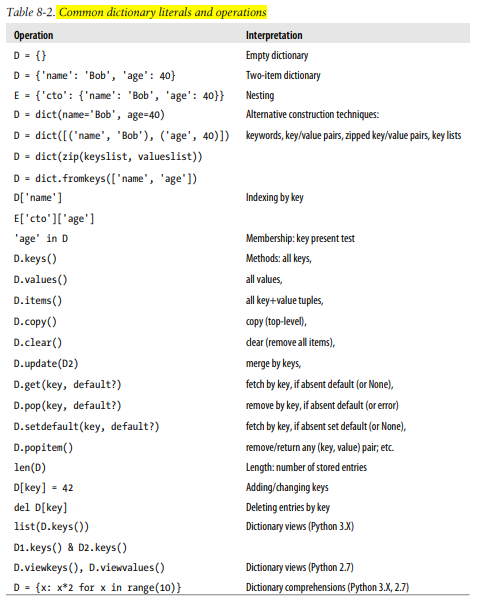 Table 8-2. Common dictionary literals and operations
Operation Interpretation
D = {} Empty dictionary
D = {'name': 'Bob', 'age': 40} Two-item dictionary
E = {'cto': {'name': 'Bob', 'age': 40}} Nesting
D = dict(name='Bob', age=40) Alternative construction techniques:
D = dict([('name', 'Bob'), ('age', 40)]) keywords, key/value pairs, zipped key/value pairs, key lists
D = dict(zip(keyslist, valueslist))
D = dict.fromkeys(['name', 'age'])
D['name'] Indexing by key
E['cto']['age']
'age' in D Membership: key present test
D.keys() Methods: all keys,
D.values() all values,
D.items() all key+value tuples,
D.copy() copy (top-level),
D.clear() clear (remove all items),
D.update(D2) merge by keys,
D.get(key, default?) fetch by key, if absent default (or None),
D.pop(key, default?) remove by key, if absent default (or error)
D.setdefault(key, default?) fetch by key, if absent set default (or None),
D.popitem() remove/return any (key, value) pair; etc.
len(D) Length: number of stored entries
D[key] = 42 Adding/changing keys
del D[key] Deleting entries by key
list(D.keys()) Dictionary views (Python 3.X)
D1.keys() & D2.keys()
D.viewkeys(), D.viewvalues() Dictionary views (Python 2.7)
D = {x: x*2 for x in range(10)} Dictionary comprehensions (Python 3.X, 2.7)